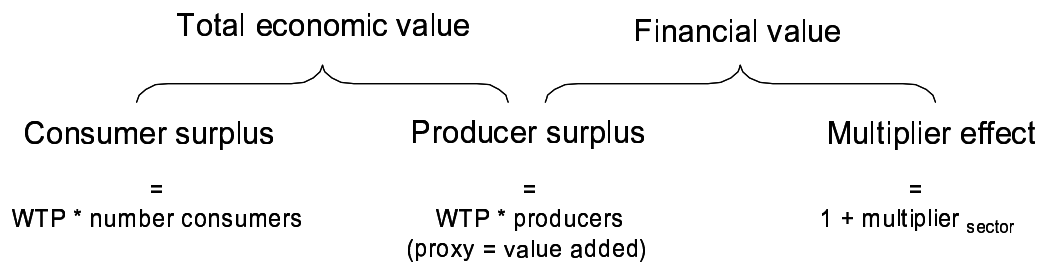 Total economic value
Financial value
Consumer surplus
Producer surplus
Multiplier effect
=
=
=
WTP * number consumers
WTP * producers
(proxy = value added)
1 + multiplier sector